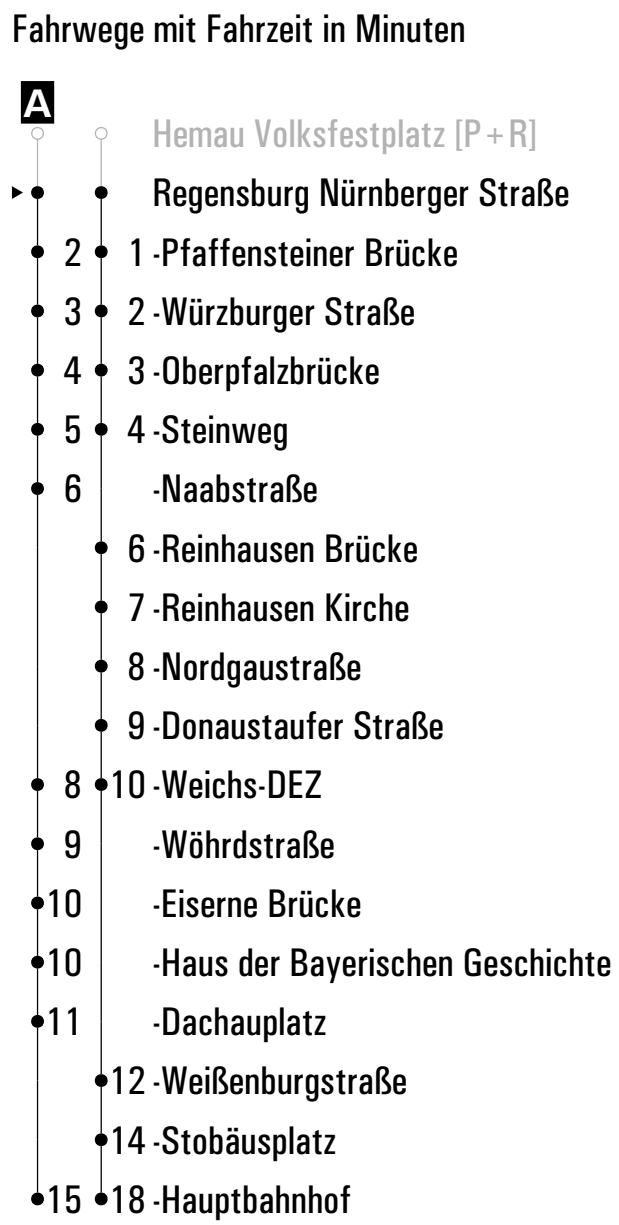 Fahrwege mit Fahrzeit in Minuten
A
Hemau Volksfestplatz [P+R]
Regensburg Nürnberger Straße
2 1 -Pfaffensteiner Brücke
3 2 -Würzburger Straße
4 3 -Oberpfalzbrücke
5 4 -Steinweg
6 -Naabstraße
6 -Reinhausen Brücke
7 -Reinhausen Kirche
8 -Nordgaustraße
9 -Donaustaufer Straße
8 10 -Weichs-DEZ
9 -Wöhrdstraße
10 -Eiserne Brücke
10 -Haus der Bayerischen Geschichte
11 -Dachauplatz
12 -Weißenburgstraße
14 -Stobäusplatz
15 18 -Hauptbahnhof